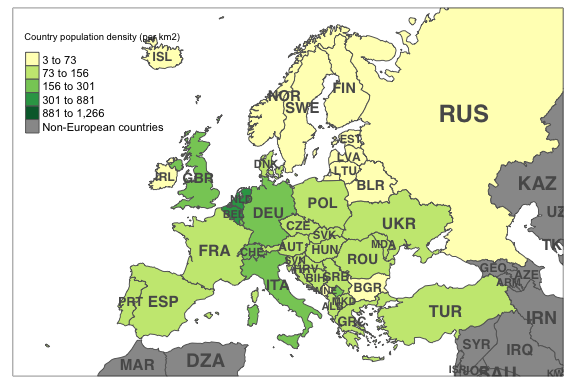 Country population density (per km2)
3 to 73
73 to 156
156 to 301
301 to 881
881 to 1,266
Non-European countries
ISL
NOR
SWE
FIN
RUS
EST
LVA
LTU
DNK
IRL
GBR
BLR
KAZ
NLD
BEL
DEU
POL
UZ
CZE
UKR
SVK
FRA
CHE
AUT
HUN
MDA
TK
SVN
HRV
ROU
GEO
AZE
ARM
BIH
SRB
ITA
MNE
BGR
PRT
ESP
ALB
MKD
GRC
TUR
IRN
SYR
IRQ
MAR
DZA
ISR
JOR
SAU
KW